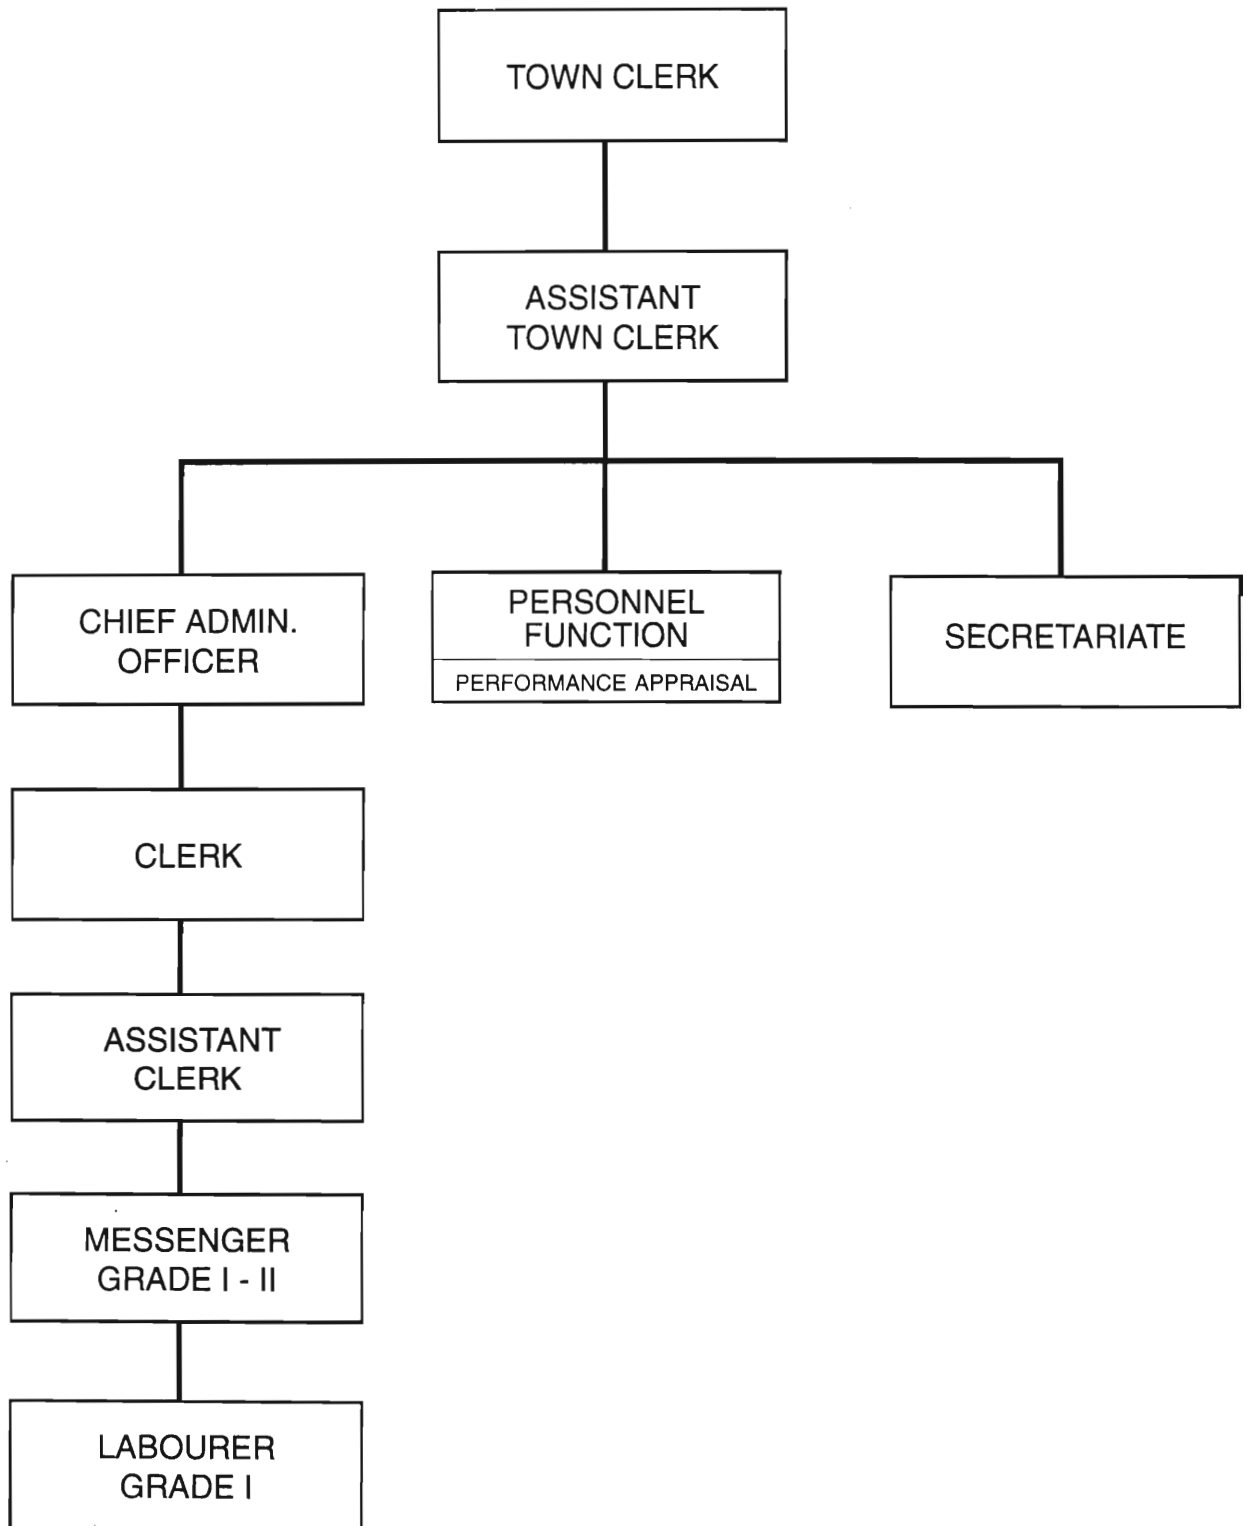 TOWN CLERK
ASSISTANT
TOWN CLERK
CHIEF ADMIN.
OFFICER
PERSONNEL
FUNCTION
PERFORMANCE APPRAISAL
SECRETARIATE
CLERK
ASSISTANT
CLERK
MESSENGER
GRADE I - II
LABOURER
GRADE I